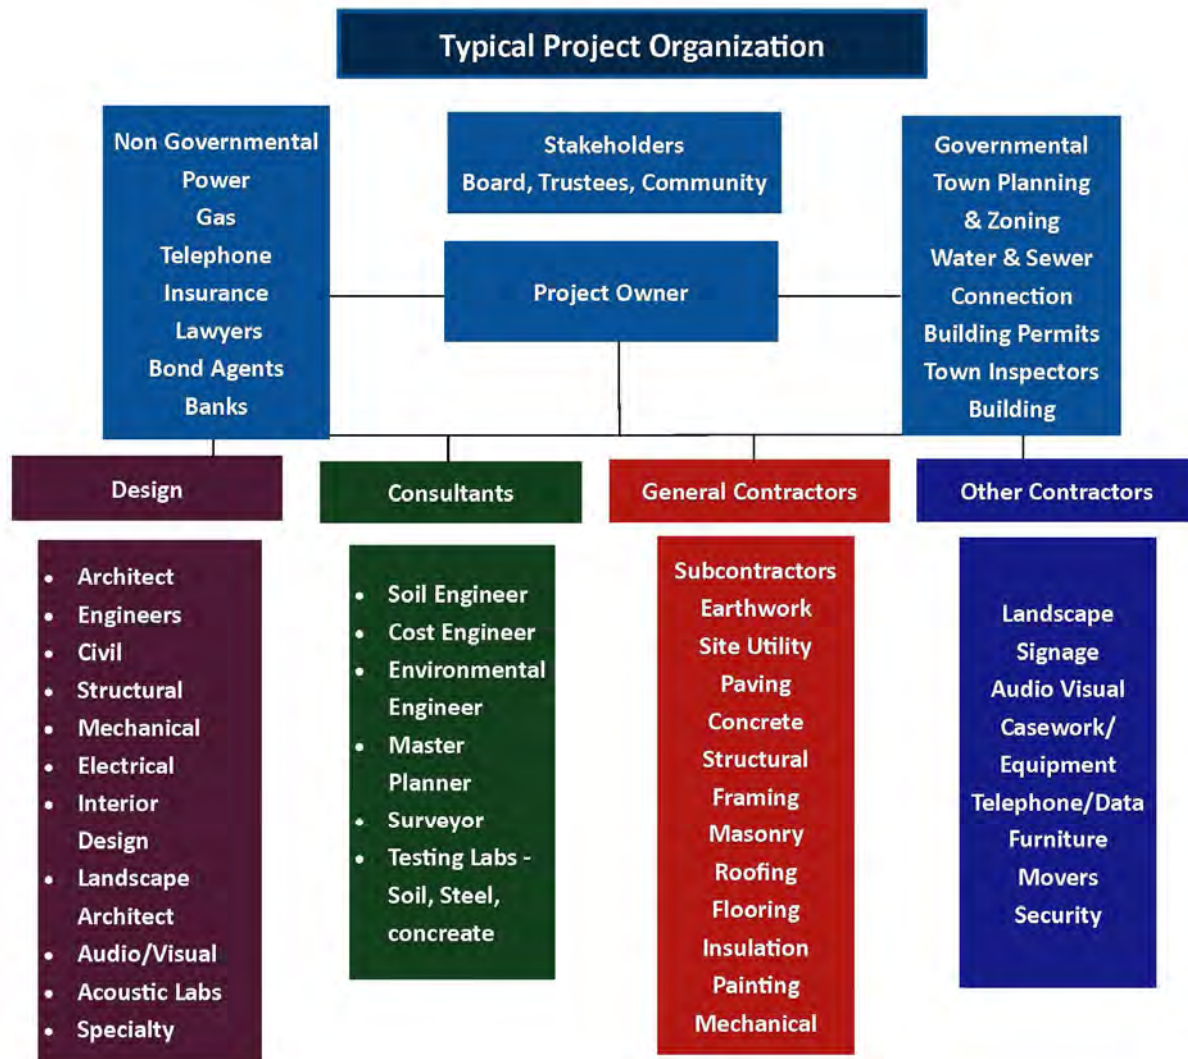 Typical Project Organization
Non Governmental
Power
Gas
Telephone
Insurance
Lawyers
Bond Agents
Banks
Stakeholders
Board, Trustees, Community
Project Owner
Governmental
Town Planning
& Zoning
Water & Sewer
Connection
Building Permits
Town Inspectors
Building
Design
• Architect
• Engineers
• Civil
• Structural
• Mechanical
• Electrical
• Interior
Design
• Landscape
Architect
• Audio/Visual
• Acoustic Labs
• Specialty
Consultants
• Soil Engineer
• Cost Engineer
• Environmental
Engineer
• Master
Planner
• Surveyor
• Testing Labs -
Soil, Steel,
concreate
General Contractors
Subcontractors
Earthwork
Site Utility
Paving
Concrete
Structural
Framing
Masonry
Roofing
Flooring
Insulation
Painting
Mechanical
Other Contractors
Landscape
Signage
Audio Visual
Casework/
Equipment
Telephone/Data
Furniture
Movers
Security